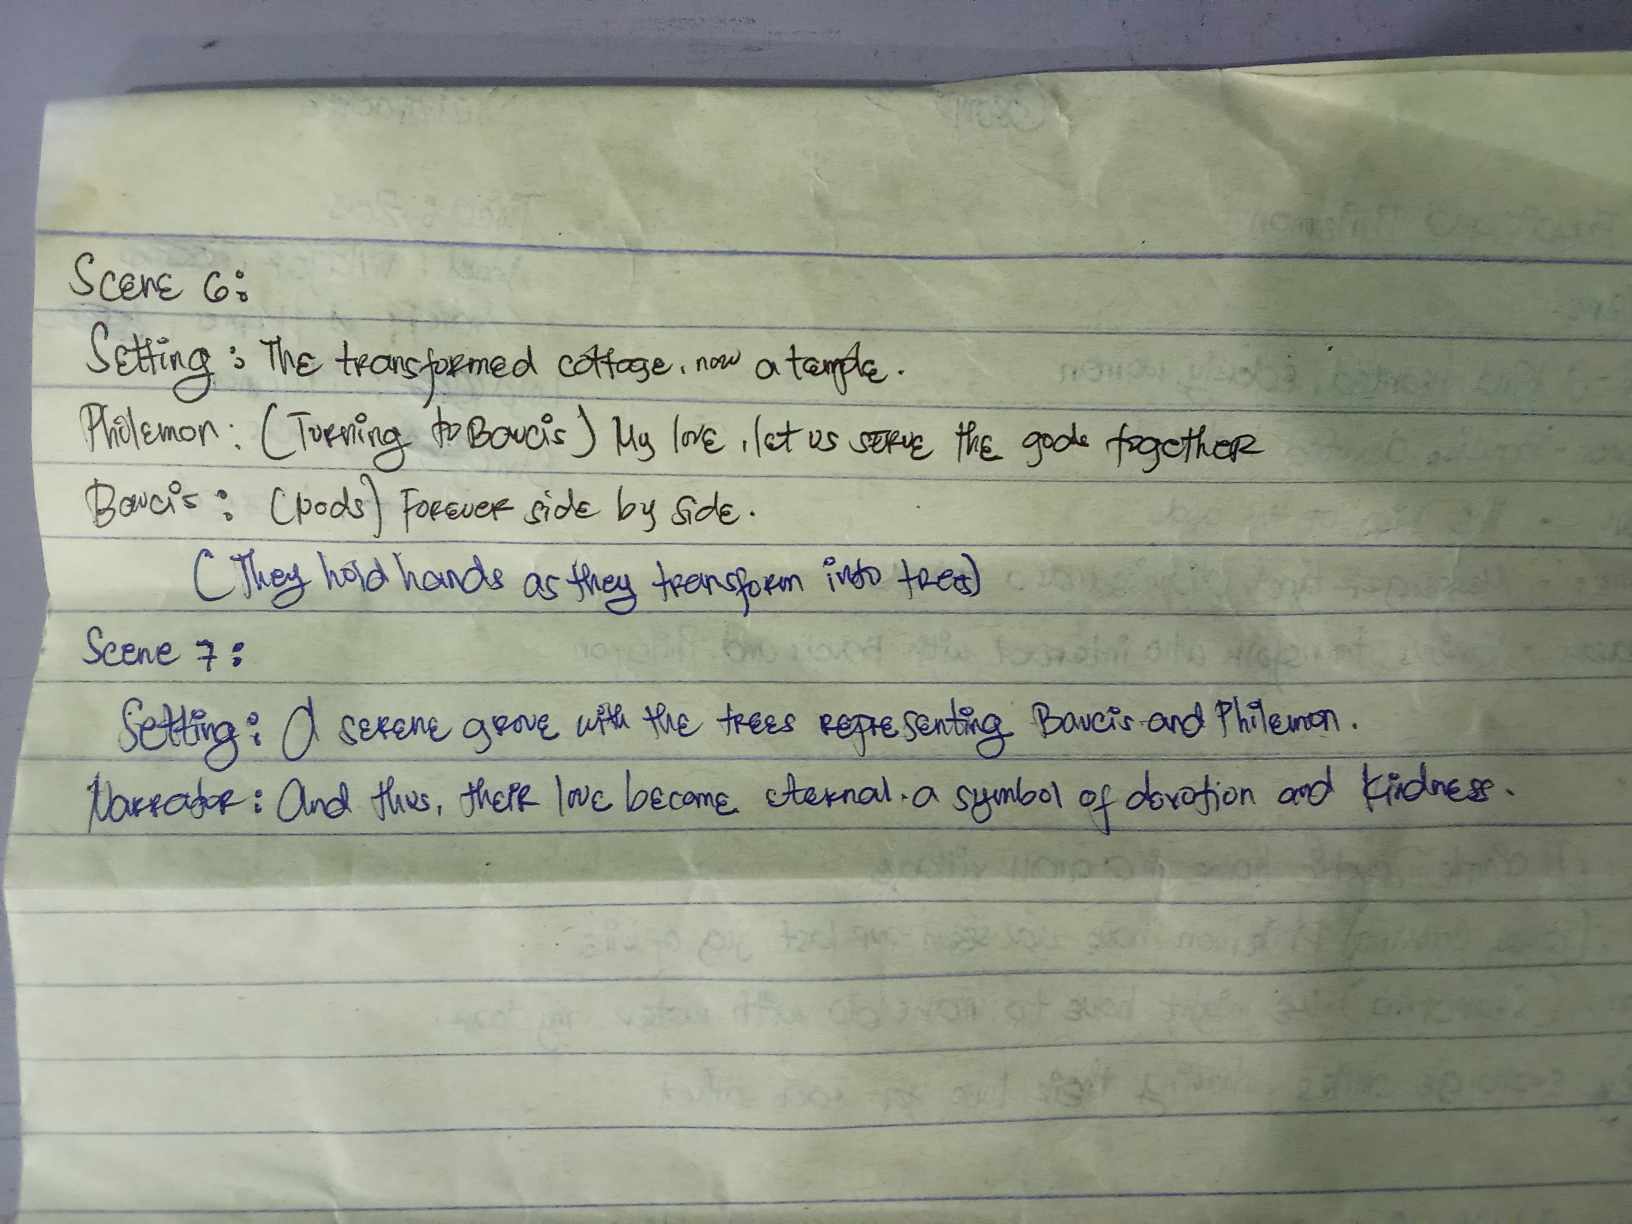 Scene 6:
Setting: The transformed cottage, now a temple.
Philemon: (Turning to Baucis) My love, let us serve the gods together
Baucis: (nods) Forever side by side.
(They hold hands as they transform into trees)
Scene 7:
Setting: A serene grove with the trees representing Baucis and Philemon.
Narrator: And thus, their love became eternal. a symbol of devotion and kindness.